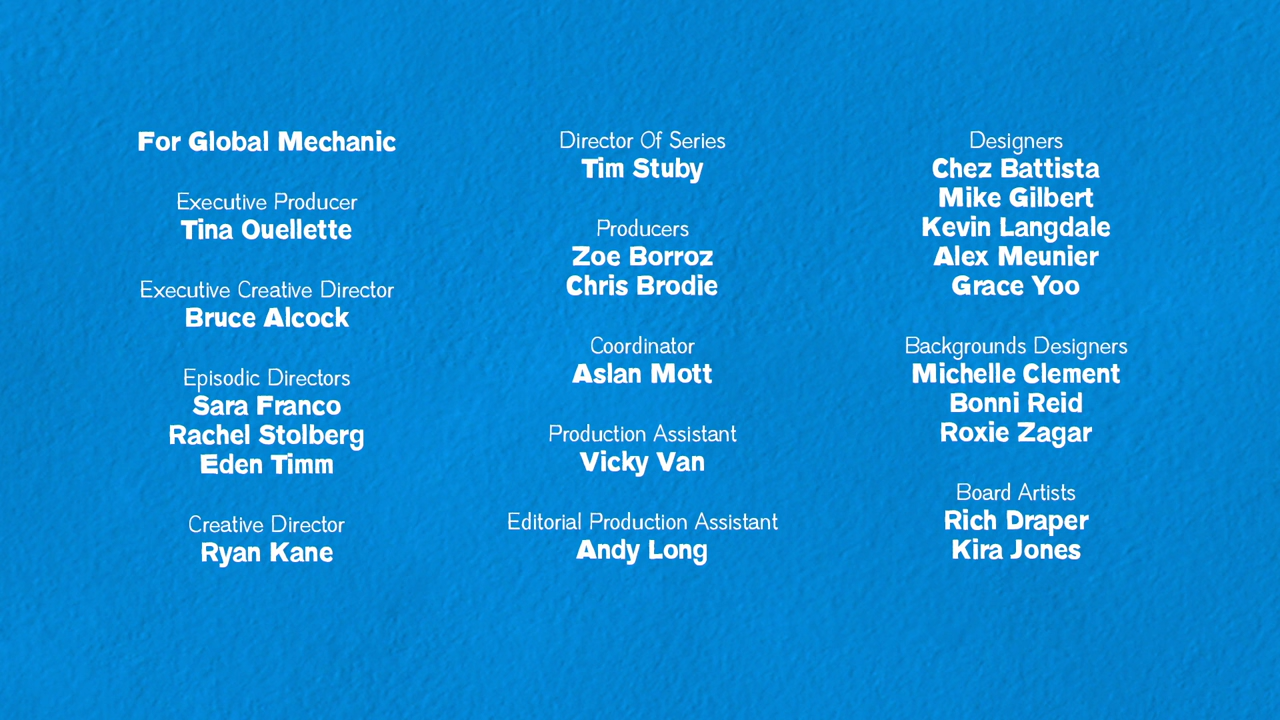 For Global Mechanic
Executive Producer
Tina Ouellette
Executive Creative Director
Bruce Alcock
Episodic Directors
Sara Franco
Rachel Stolberg
Eden Timm
Creative Director
Ryan Kane
Director Of Series
Tim Stuby
Producers
Zoe Borroz
Chris Brodie
Coordinator
Aslan Mott
Production Assistant
Vicky Van
Editorial Production Assistant
Andy Long
Designers
Chez Battista
Mike Gilbert
Kevin Langdale
Alex Meunier
Grace Yoo
Backgrounds Designers
Michelle Clement
Bonni Reid
Roxie Zagar
Board Artists
Rich Draper
Kira Jones